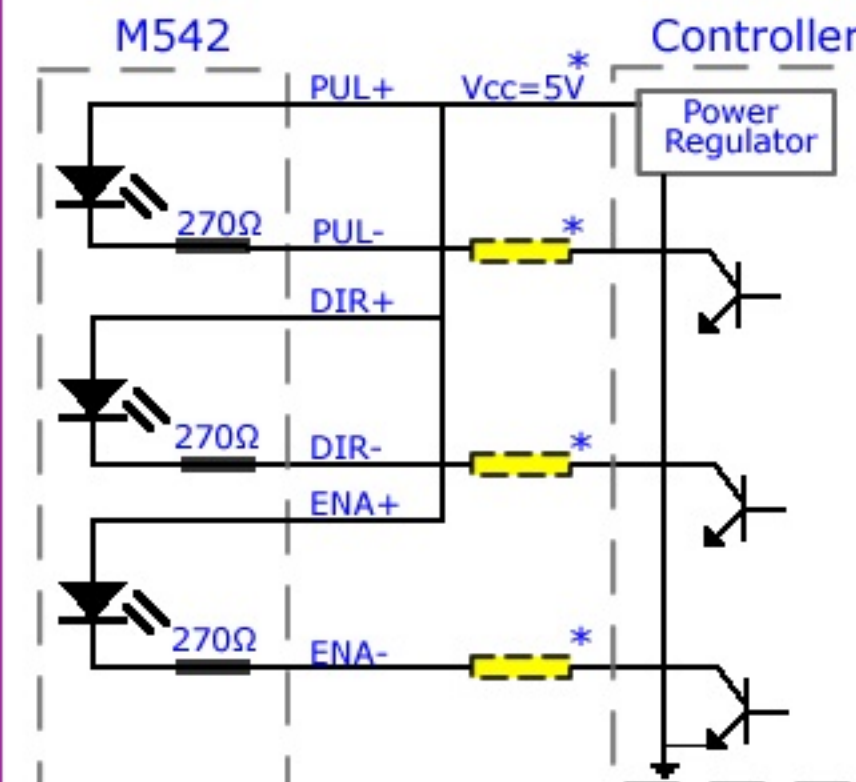 M542
Controller
*
PUL+
Vcc=5V
Power
Regulator
270Ω
PUL-
*
DIR+
270Ω
DIR-
*
ENA+
270Ω
ENA-
*